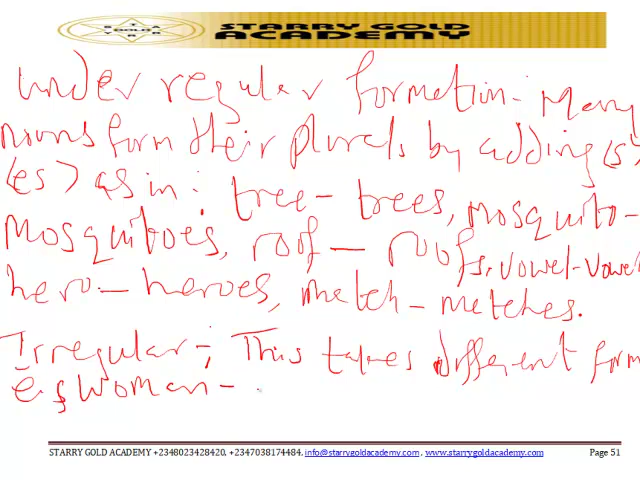 STARRY GOLD
ACADEMY
Under regular formation: Many
nouns form their plurals by adding (s)
(es) as in: tree- trees, mosquito-
mosquitoes, roof - roofs, vowel-vowel
hero - heroes, match - matches.
Irregular -; This takes different form
e.g woman -
STARRY GOLD ACADEMY +2348023428420, +2347038174484, info@starrygoldacademy.com, www.starrygoldacademy.com Page 51